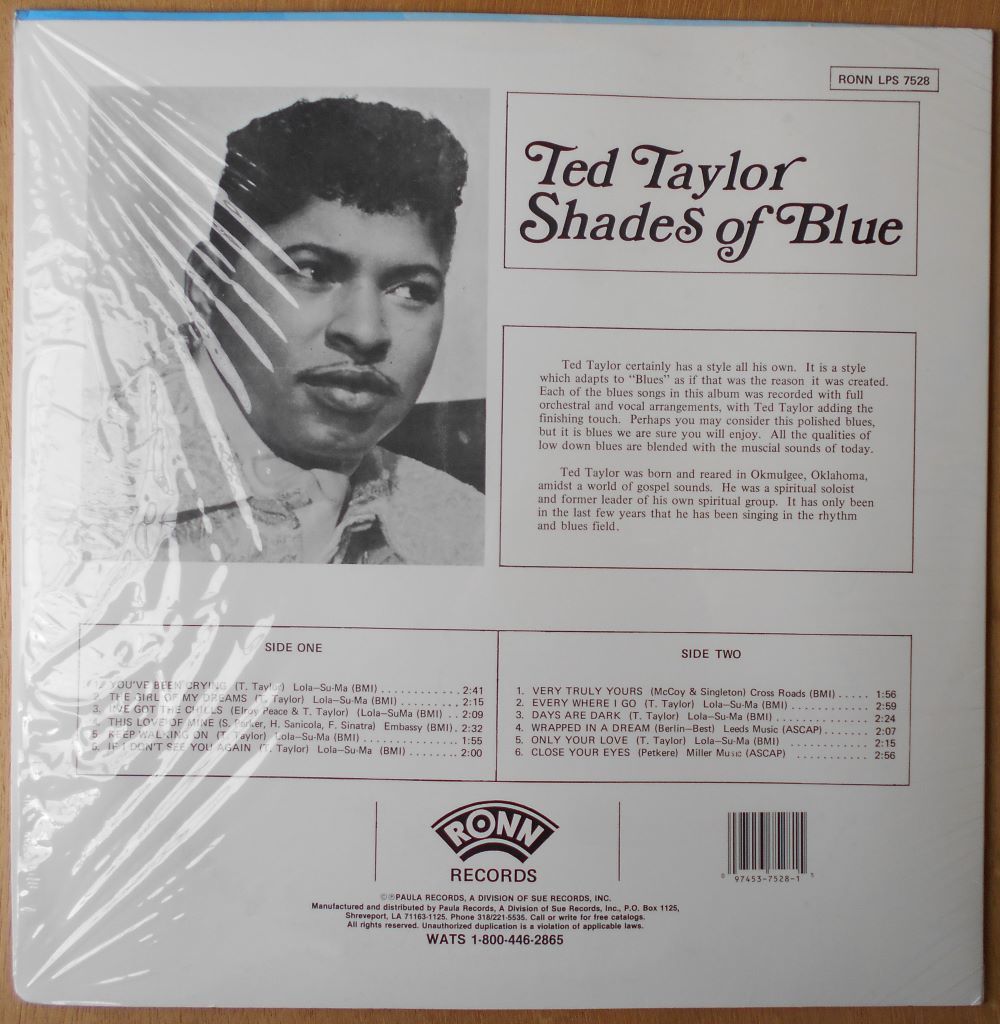 RONN LPS 7528
Ted Taylor
Shades of Blue
Ted Taylor certainly has a style all his own. It is a style
which adapts to "Blues" as if that was the reason it was created.
Each of the blues songs in this album was recorded with full
orchestral and vocal arrangements, with Ted Taylor adding the
finishing touch. Perhaps you may consider this polished blues,
but it is blues we are sure you will enjoy. All the qualities of
low down blues are blended with the muscial sounds of today.
Ted Taylor was born and reared in Okmulgee, Oklahoma,
amidst a world of gospel sounds. He was a spiritual soloist
and former leader of his own spiritual group. It has only been
in the last few years that he has been singing in the rhythm
and blues field.
SIDE ONE
1. YOU'VE BEEN CRYING (T. Taylor) Lola-Su-Ma (BMI) ............ 2:41
2. THE GIRL OF MY DREAMS (T. Taylor) Lola-Su-Ma (BMI) ......... 2:15
3. I'VE GOT THE CHILLS (Elroy Peace & T. Taylor) (Lola-SuMa (BMI) .. 2:09
4. THIS LOVE OF MINE (S. Parker, H. Sanicola, F. Sinatra) Embassy (BMI). 2:32
5. KEEP WALKING ON (T. Taylor) Lola-Su-Ma (BMI) ............... 1:55
6. IF I DON'T SEE YOU AGAIN (T. Taylor) Lola-Su-Ma (BMI) ........ 2:00
SIDE TWO
1. VERY TRULY YOURS (McCoy & Singleton) Cross Roads (BMI) ..... 1:56
2. EVERY WHERE I GO (T. Taylor) Lola-Su-Ma (BMI) ............. 2:59
3. DAYS ARE DARK (T. Taylor) Lola-Su-Ma (BMI) ............... 2:24
4. WRAPPED IN A DREAM (Berlin-Best) Leeds Music (ASCAP)....... 2:07
5. ONLY YOUR LOVE (T. Taylor) Lola-Su-Ma (BMI) .............. 2:15
6. CLOSE YOUR EYES (Petkere) Miller Music (ASCAP) ........... 2:56
RONN
RECORDS
©℗PAULA RECORDS, A DIVISION OF SUE RECORDS, INC.
Manufactured and distributed by Paula Records, A Division of Sue Records, Inc., P.O. Box 1125,
Shreveport, LA 71163-1125. Phone 318/221-5535. Call or write for free catalogs.
All rights reserved. Unauthorized duplication is a violation of applicable laws.
WATS 1-800-446-2865
0 97453-7528-1 5